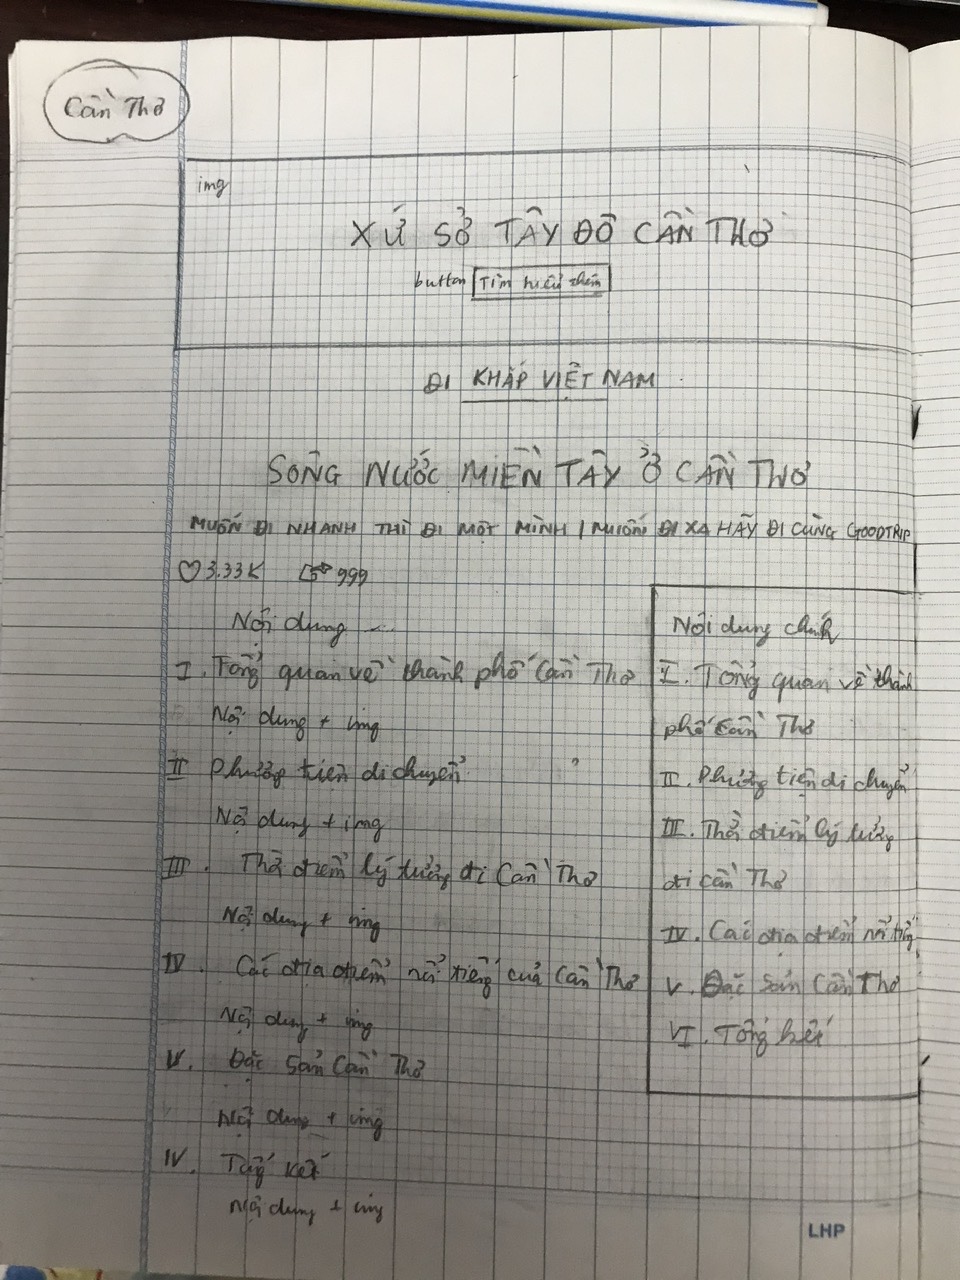 Cần Thơ
img
XỨ SỞ TÂY ĐÔ CẦN THƠ
button Tìm hiểu thêm
ĐI KHẮP VIỆT NAM
SÔNG NƯỚC MIỀN TÂY Ở CẦN THƠ
MUỐN ĐI NHANH THÌ ĐI MỘT MÌNH / MUỐN ĐI XA HÃY ĐI CÙNG GOODTRIP
3.33K 999
Nội dung ...
I. Tổng quan về thành phố Cần Thơ
Nội dung + img
II Phương tiện di chuyển
Nội dung + img
III. Thời điểm lý tưởng đi Cần Thơ
Nội dung + img
IV. Các địa điểm nổi tiếng của Cần Thơ
Nội dung + img
V. Đặc sản Cần Thơ
Nội dung + img
IV. Tổng kết
Nội dung + img
Nội dung chính
I. Tổng quan về thành
phố Cần Thơ
II. Phương tiện di chuyển
III. Thời điểm lý tưởng
đi Cần Thơ
IV. Các địa điểm nổi tiếng
V. Đặc sản Cần Thơ
VI. Tổng kết
LHP